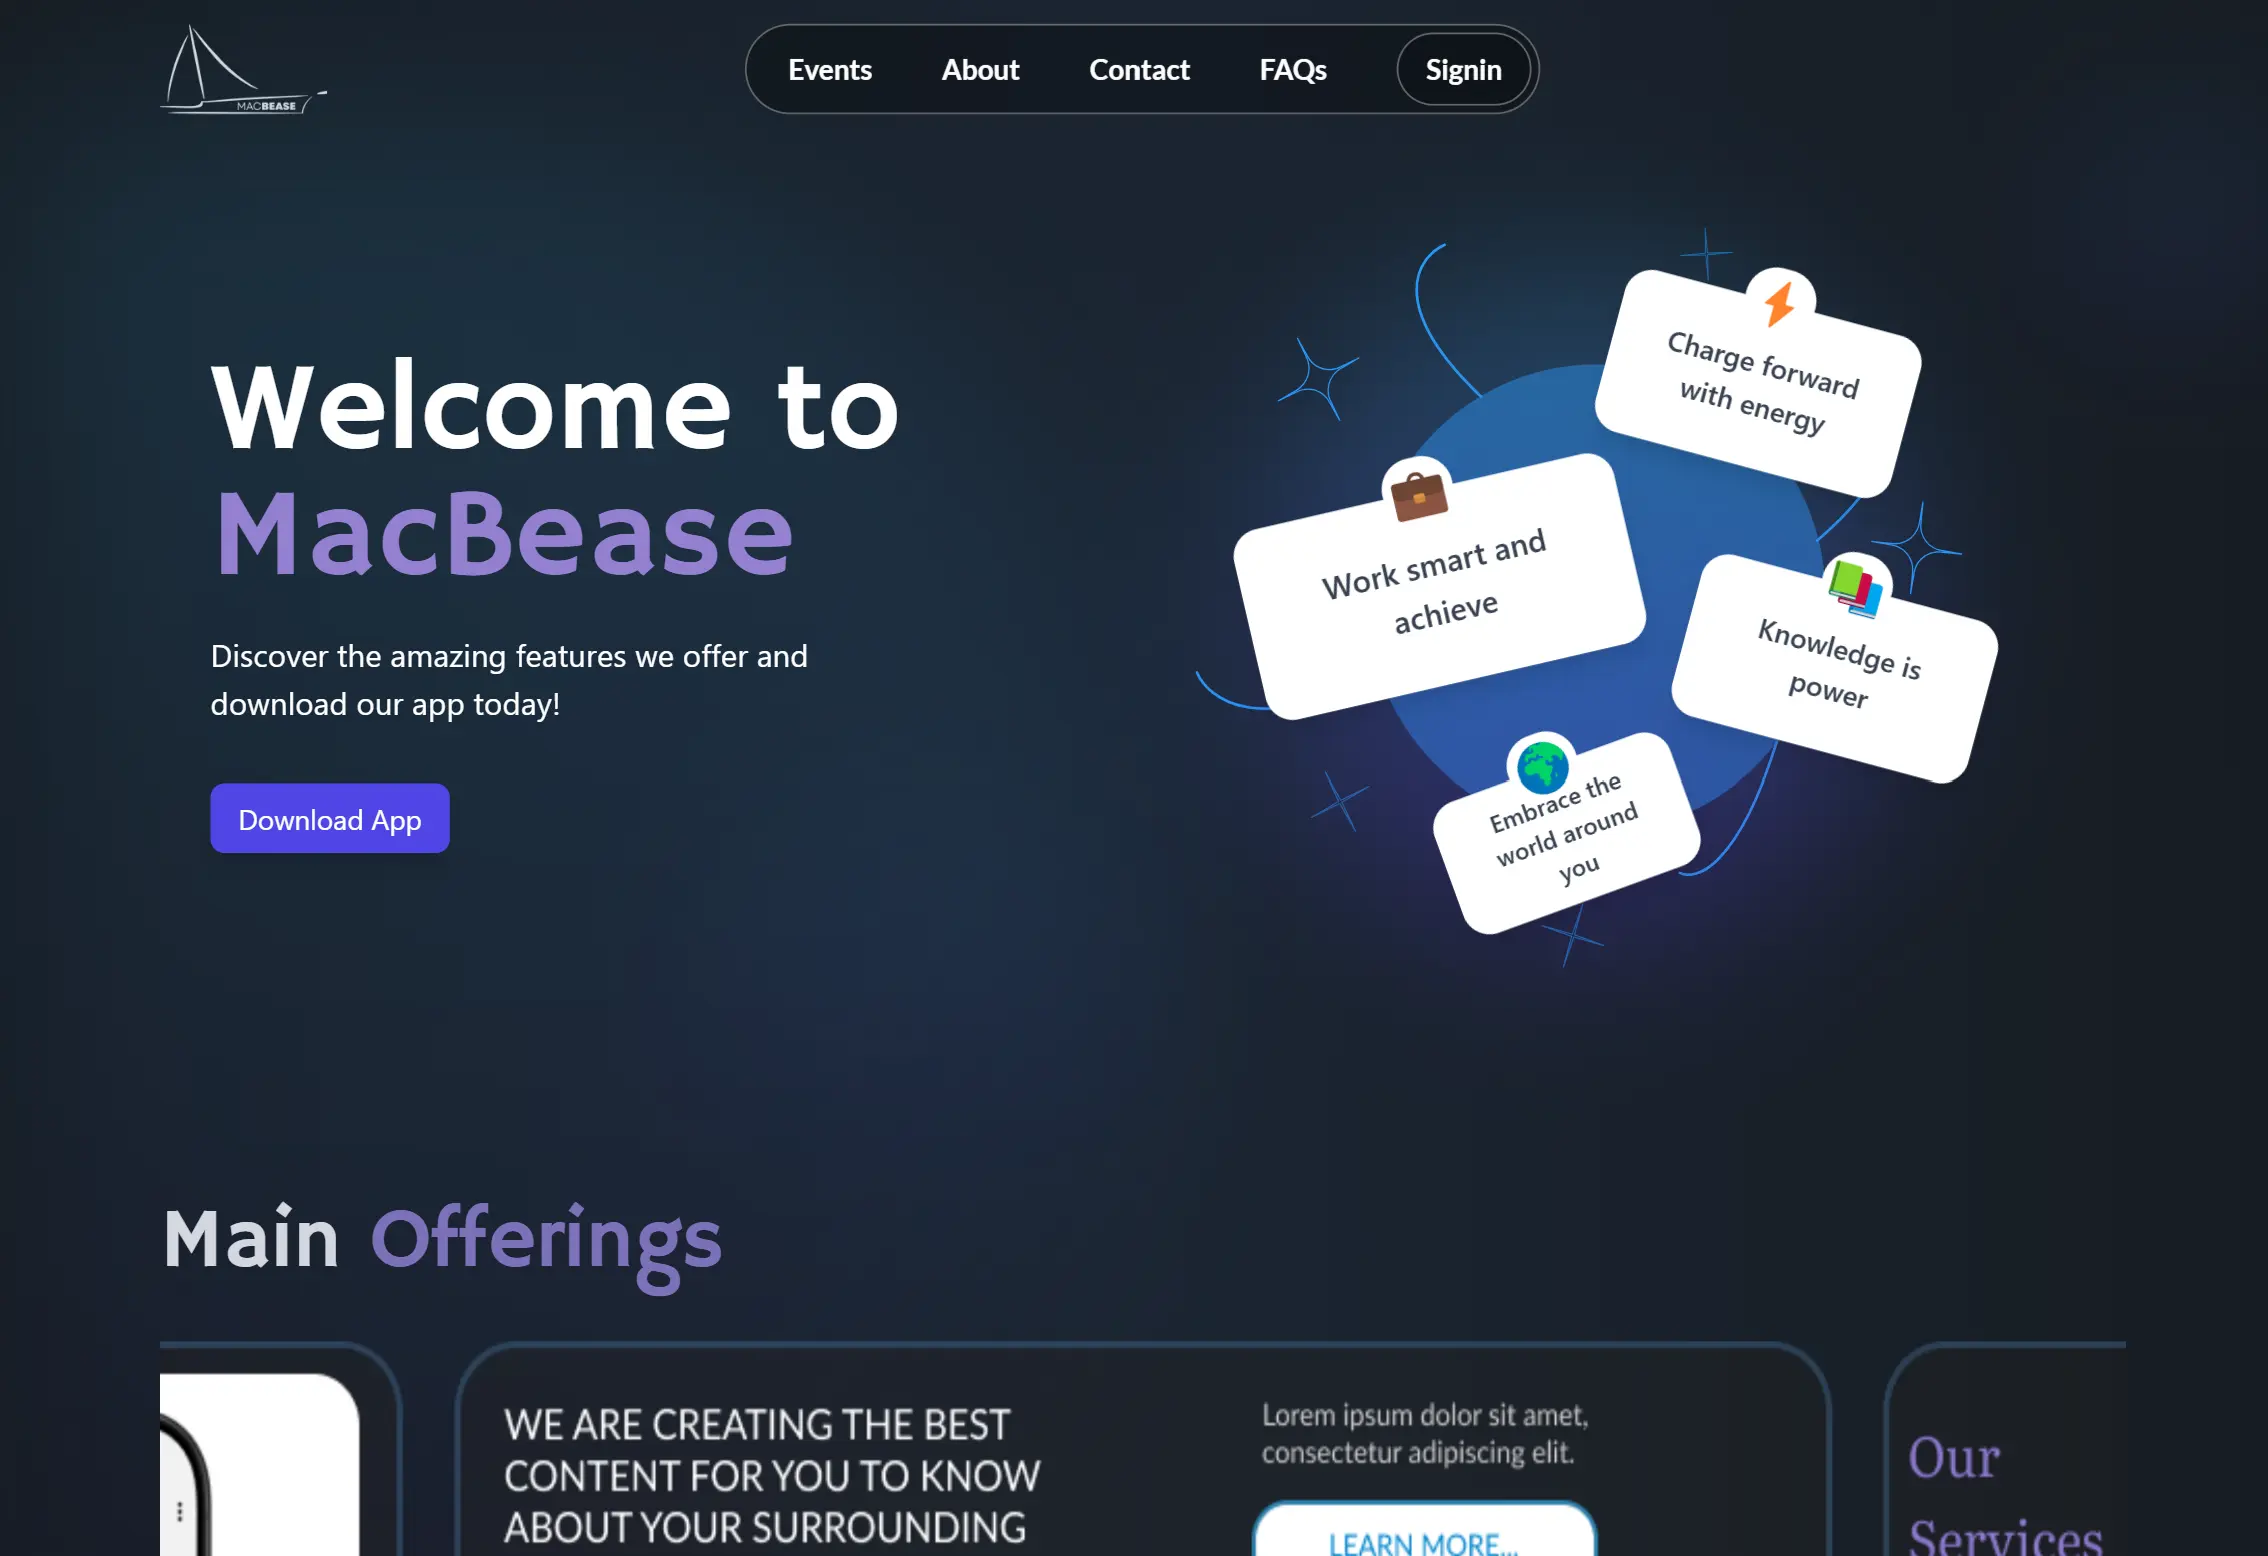 MACBEASE
Events
About
Contact
FAQs
Signin
Welcome to
MacBease
Discover the amazing features we offer and
download our app today!
Download App
Charge forward
with energy
Work smart and
achieve
Knowledge is
power
Embrace the
world around
you
Main Offerings
WE ARE CREATING THE BEST
CONTENT FOR YOU TO KNOW
ABOUT YOUR SURROUNDING
Lorem ipsum dolor sit amet,
consectetur adipiscing elit.
LEARN MORE...
Our
Services